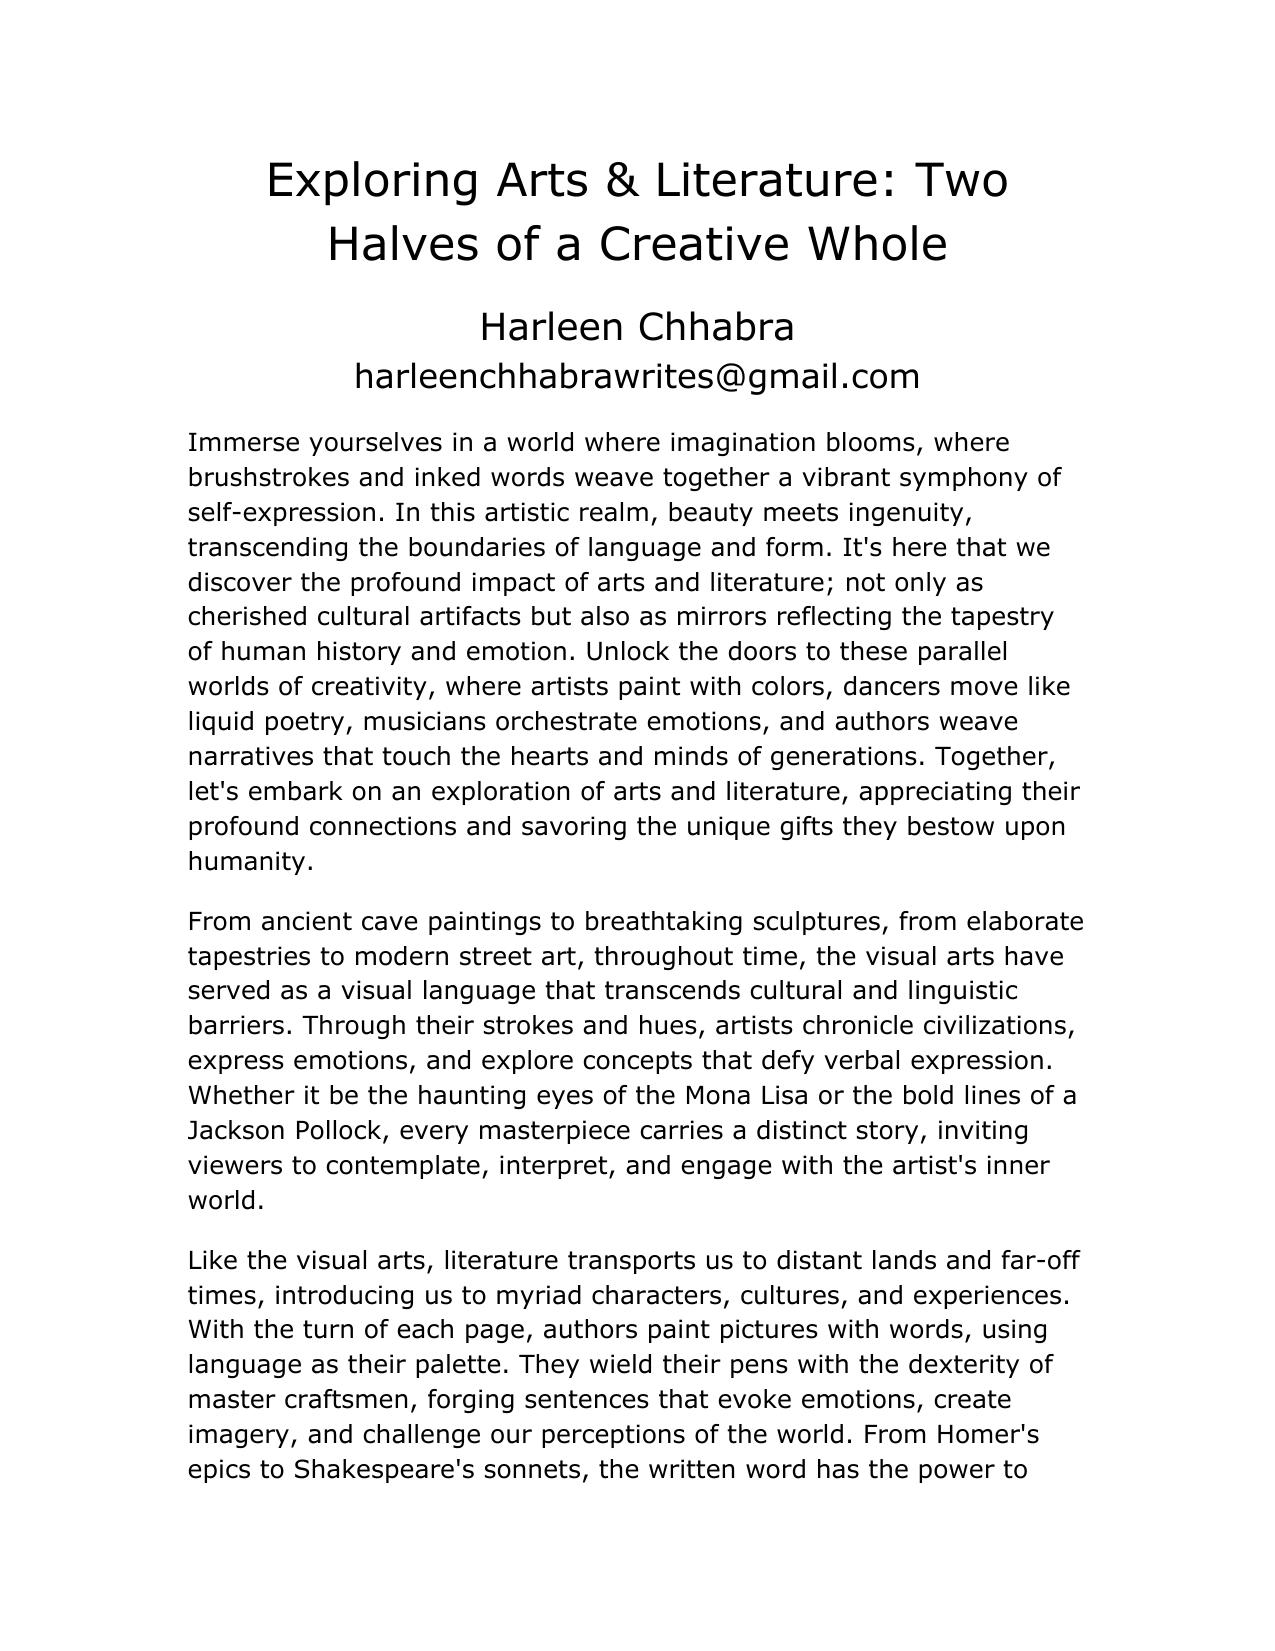 Exploring Arts & Literature: Two
Halves of a Creative Whole
Harleen Chhabra
harleenchhabrawrites@gmail.com
Immerse yourselves in a world where imagination blooms, where
brushstrokes and inked words weave together a vibrant symphony of
self-expression. In this artistic realm, beauty meets ingenuity,
transcending the boundaries of language and form. It's here that we
discover the profound impact of arts and literature; not only as
cherished cultural artifacts but also as mirrors reflecting the tapestry
of human history and emotion. Unlock the doors to these parallel
worlds of creativity, where artists paint with colors, dancers move like
liquid poetry, musicians orchestrate emotions, and authors weave
narratives that touch the hearts and minds of generations. Together,
let's embark on an exploration of arts and literature, appreciating their
profound connections and savoring the unique gifts they bestow upon
humanity.
From ancient cave paintings to breathtaking sculptures, from elaborate
tapestries to modern street art, throughout time, the visual arts have
served as a visual language that transcends cultural and linguistic
barriers. Through their strokes and hues, artists chronicle civilizations,
express emotions, and explore concepts that defy verbal expression.
Whether it be the haunting eyes of the Mona Lisa or the bold lines of a
Jackson Pollock, every masterpiece carries a distinct story, inviting
viewers to contemplate, interpret, and engage with the artist's inner
world.
Like the visual arts, literature transports us to distant lands and far-off
times, introducing us to myriad characters, cultures, and experiences.
With the turn of each page, authors paint pictures with words, using
language as their palette. They wield their pens with the dexterity of
master craftsmen, forging sentences that evoke emotions, create
imagery, and challenge our perceptions of the world. From Homer's
epics to Shakespeare's sonnets, the written word has the power to